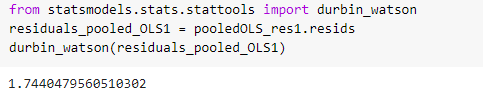 from statsmodels.stats.stattools import durbin_watson
residuals_pooled_OLS1 = pooledOLS_res1.resids
durbin_watson(residuals_pooled_OLS1)
1.7440479560510302